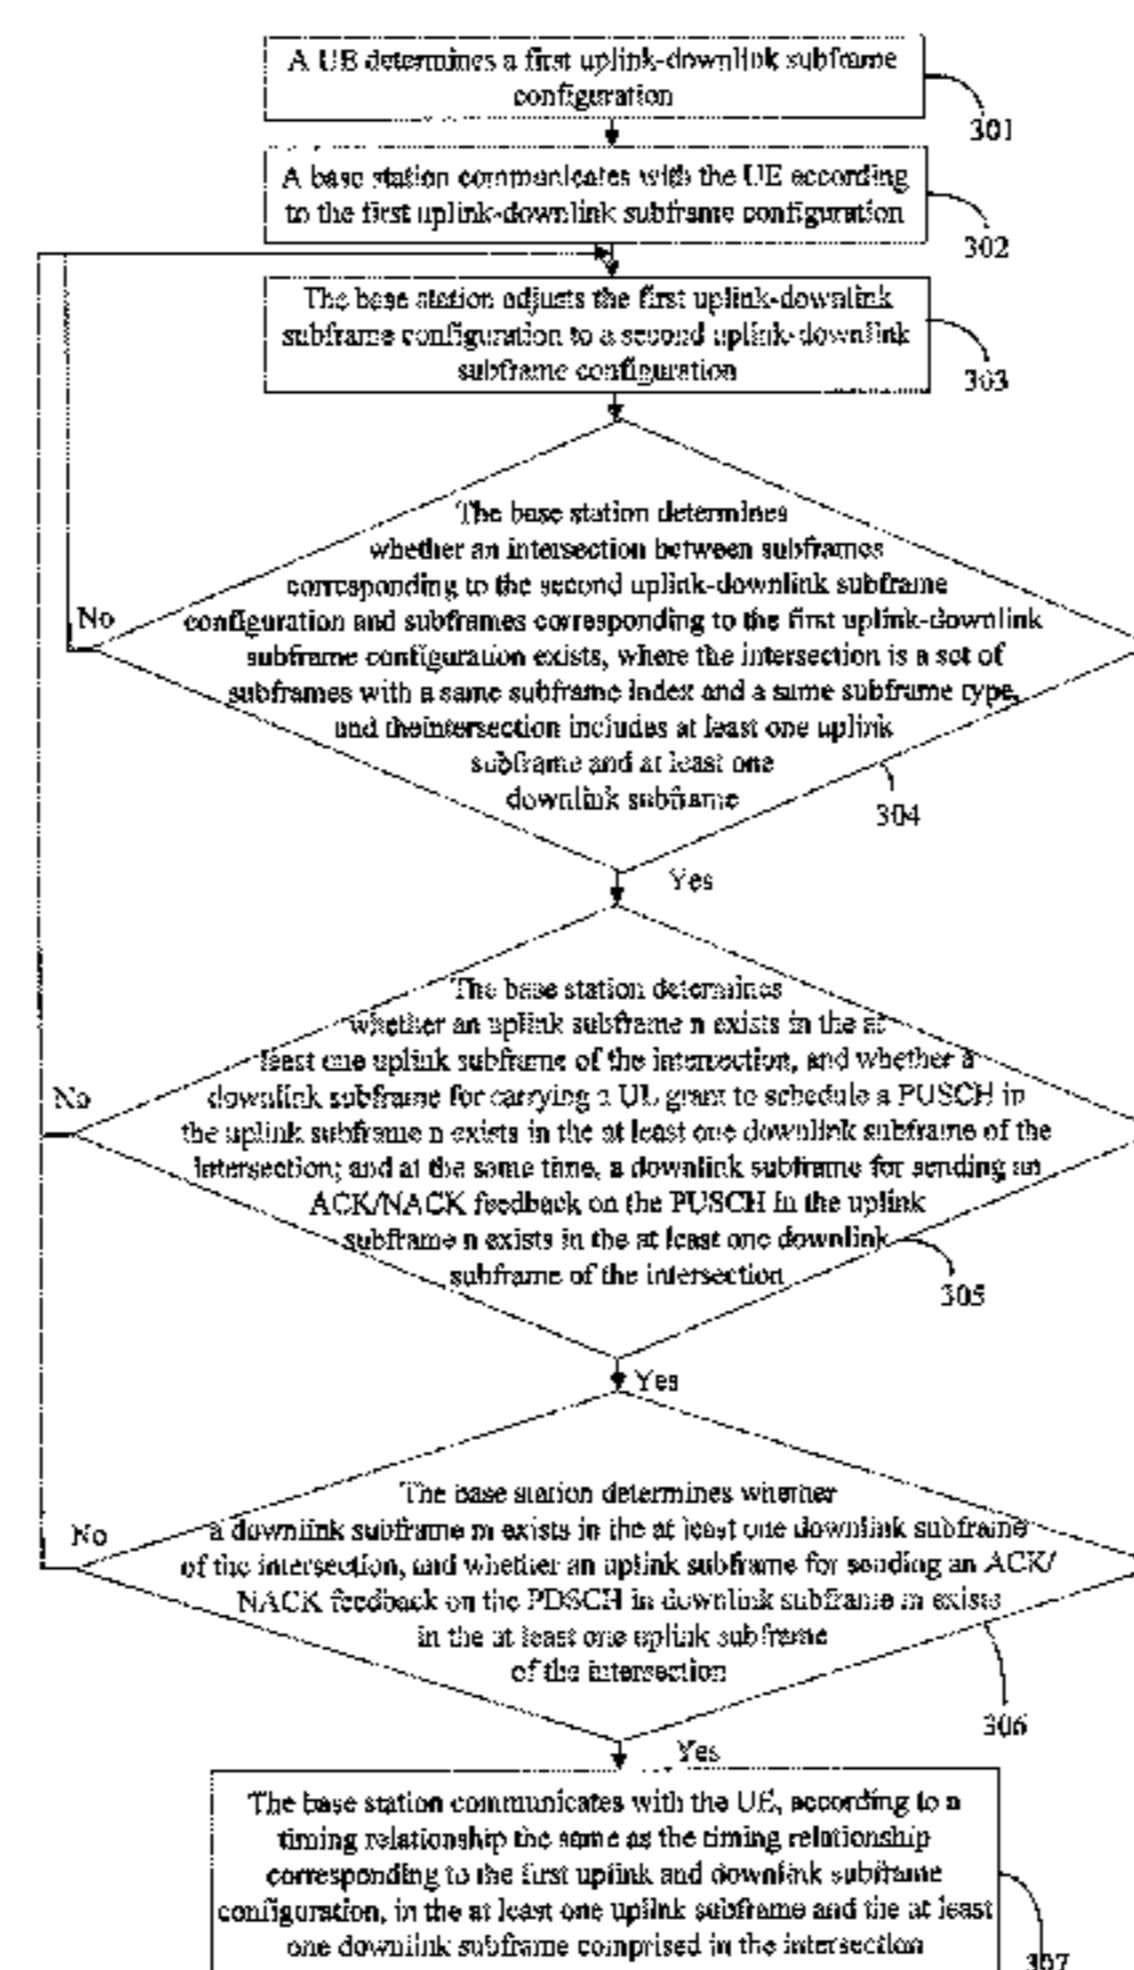 A UE determines a first uplink-downlink subframe
configuration
301
A base station communicates with the UE according
to the first uplink-downlink subframe configuration
302
The base station adjusts the first uplink-downlink
subframe configuration to a second uplink-downlink
subframe configuration
303
The base station determines
whether an intersection between subframes
corresponding to the second uplink-downlink subframe
No
configuration and subframes corresponding to the first uplink-downlink
subframe configuration exists, where the intersection is a set of
subframes with a same subframe index and a same subframe type,
and theintersection includes at least one uplink
subframe and at least one
downlink subframe
304
Yes
The base station determines
whether an uplink subframe n exists in the at
least one uplink subframe of the intersection, and whether a
No
downlink subframe for carrying a UL grant to schedule a PUSCH in
the uplink subframe n exists in the at least one downlink subframe of the
intersection; and at the same time, a downlink subframe for sending an
ACK/NACK feedback on the PUSCH in the uplink
subframe n exists in the at least one downlink
subframe of the intersection
305
Yes
The base station determines whether
No
a downlink subframe m exists in the at least one downlink subframe
of the intersection, and whether an uplink subframe for sending an ACK/
NACK feedback on the PDSCH in downlink subframe m exists
in the at least one uplink subframe
of the intersection
306
Yes
The base station communicates with the UE, according to a
timing relationship the same as the timing relationship
corresponding to the first uplink and downlink subframe
configuration, in the at least one uplink subframe and the at least
one downlink subframe comprised in the intersection
307